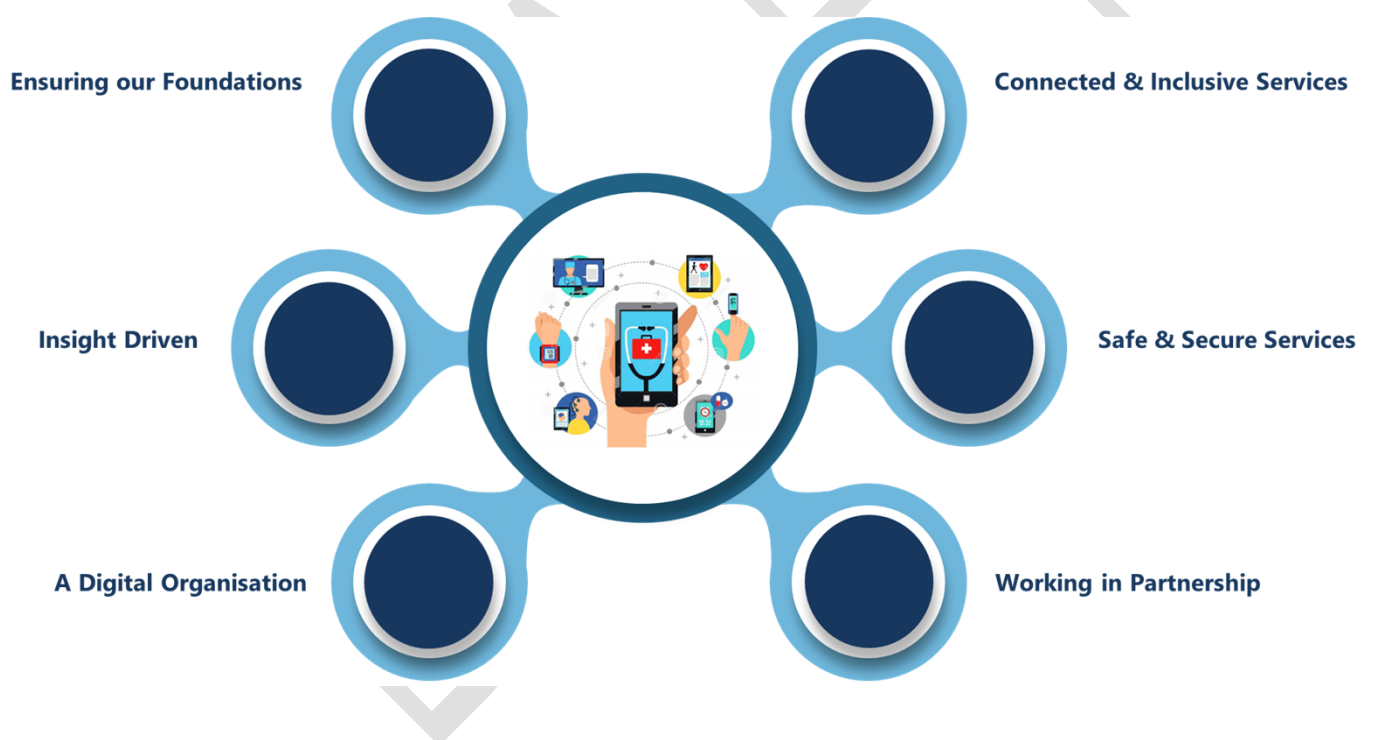 Ensuring our Foundations
Connected & Inclusive Services
Insight Driven
Safe & Secure Services
A Digital Organisation
Working in Partnership